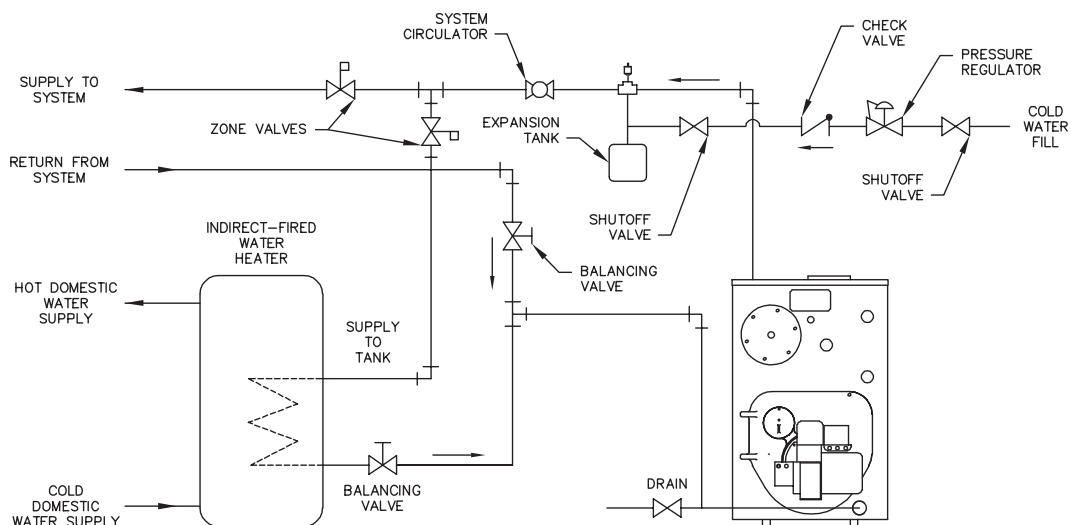 SYSTEM
CIRCULATOR
CHECK
VALVE
PRESSURE
REGULATOR
SUPPLY TO
SYSTEM
ZONE VALVES
EXPANSION
TANK
COLD
WATER
FILL
RETURN FROM
SYSTEM
SHUTOFF
VALVE
SHUTOFF
VALVE
INDIRECT-FIRED
WATER
HEATER
BALANCING
VALVE
HOT DOMESTIC
WATER
SUPPLY
SUPPLY
TO
TANK
BALANCING
VALVE
DRAIN
COLD
DOMESTIC
WATER SUPPLY